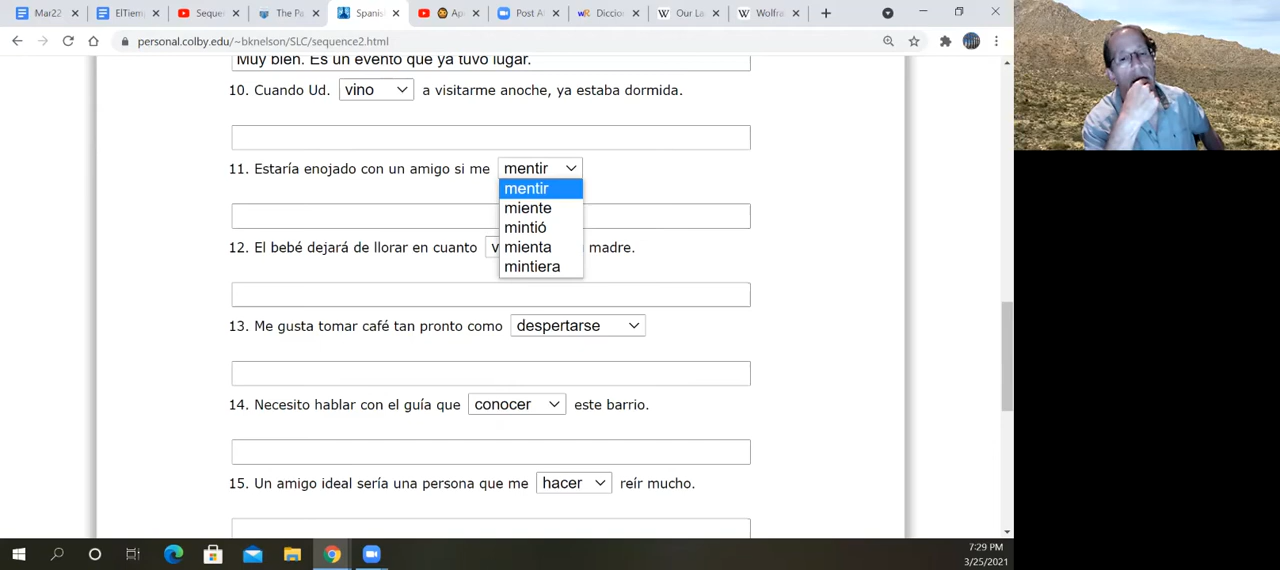 Mar22
ElTiemp
Sequen
The Pa
Spanis
Ap
Post A
Diccio
Our La
Wolfra
personal.colby.edu/~bknelson/SLC/sequence2.html
Muy bien. Es un evento que ya tuvo lugar.
10. Cuando Ud. vino a visitarme anoche, ya estaba dormida.
11. Estaría enojado con un amigo si me mentir
mentir
miente
mintió
mienta
mintiera
12. El bebé dejará de llorar en cuanto v madre.
13. Me gusta tomar café tan pronto como despertarse
14. Necesito hablar con el guía que conocer este barrio.
15. Un amigo ideal sería una persona que me hacer reír mucho.
7:29 PM
3/25/2021